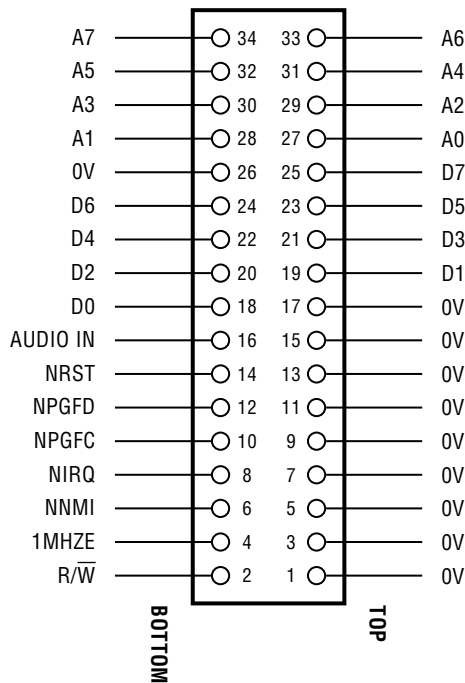 A7 34 33 A6
A5 32 31 A4
A3 30 29 A2
A1 28 27 A0
0V 26 25 D7
D6 24 23 D5
D4 22 21 D3
D2 20 19 D1
D0 18 17 0V
AUDIO IN 16 15 0V
NRST 14 13 0V
NPGFD 12 11 0V
NPGFC 10 9 0V
NIRQ 8 7 0V
NNMI 6 5 0V
1MHZE 4 3 0V
R/W̅ 2 1 0V
BOTTOM
TOP